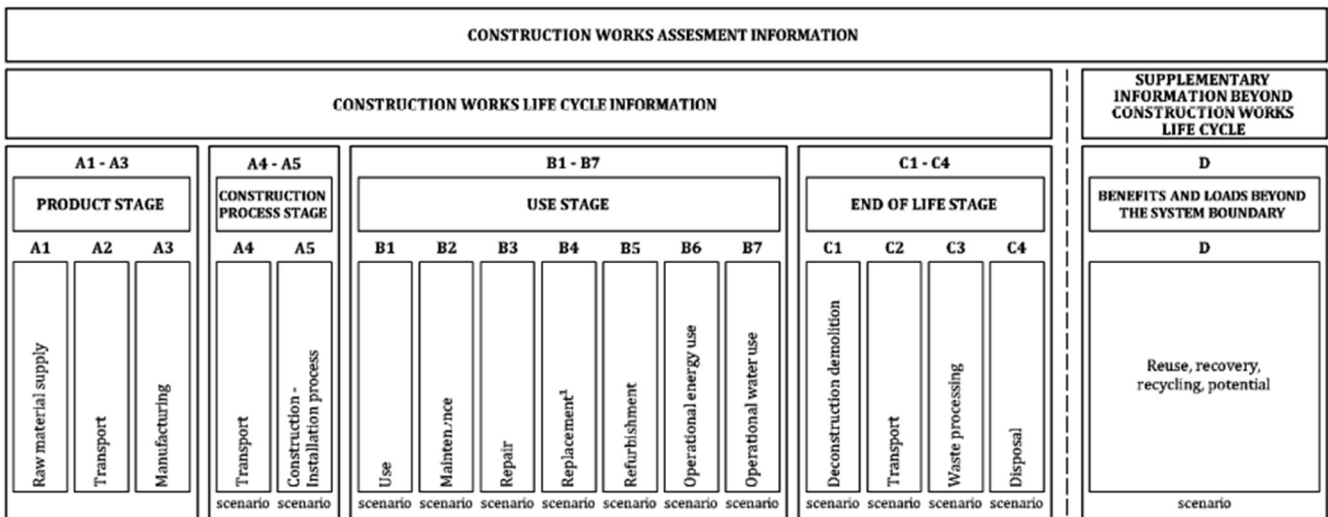 CONSTRUCTION WORKS ASSESMENT INFORMATION
CONSTRUCTION WORKS LIFE CYCLE INFORMATION
SUPPLEMENTARY
INFORMATION BEYOND
CONSTRUCTION WORKS
LIFE CYCLE
A1 - A3
PRODUCT STAGE
A1 A2 A3
Raw material supply
Transport
Manufacturing
A4 - A5
CONSTRUCTION
PROCESS STAGE
A4 A5
Transport
Construction -
Installation process
scenario scenario
B1 - B7
USE STAGE
B1 B2 B3 B4 B5 B6 B7
Use
Maintenance
Repair
Replacement¹
Refurbishment
Operational energy use
Operational water use
scenario scenario scenario scenario scenario scenario scenario
C1 - C4
END OF LIFE STAGE
C1 C2 C3 C4
Deconstruction demolition
Transport
Waste processing
Disposal
scenario scenario scenario scenario
D
BENEFITS AND LOADS BEYOND
THE SYSTEM BOUNDARY
D
Reuse, recovery,
recycling, potential
scenario